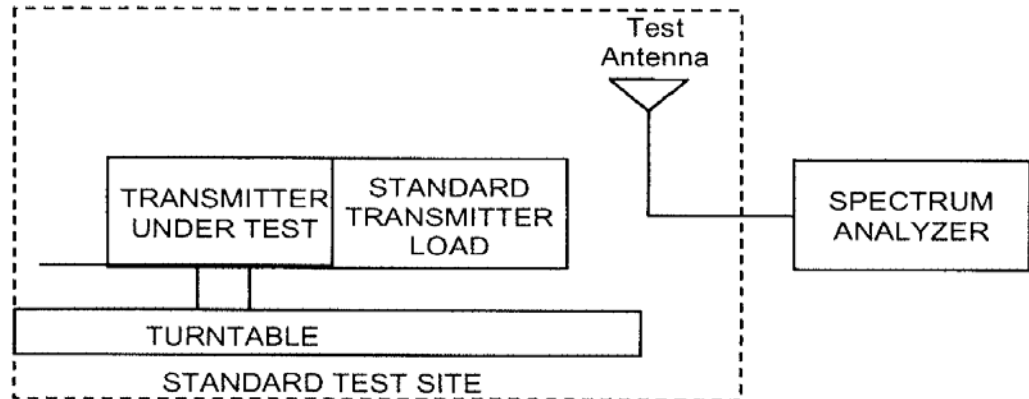 Test
Antenna
TRANSMITTER
UNDER TEST
STANDARD
TRANSMITTER
LOAD
SPECTRUM
ANALYZER
TURNTABLE
STANDARD TEST SITE